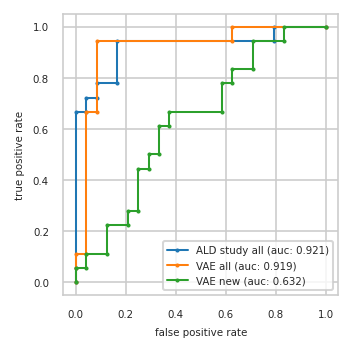 1.0
0.8
0.6
0.4
0.2
0.0
true positive rate
ALD study all (auc: 0.921)
VAE all (auc: 0.919)
VAE new (auc: 0.632)
0.0 0.2 0.4 0.6 0.8 1.0
false positive rate